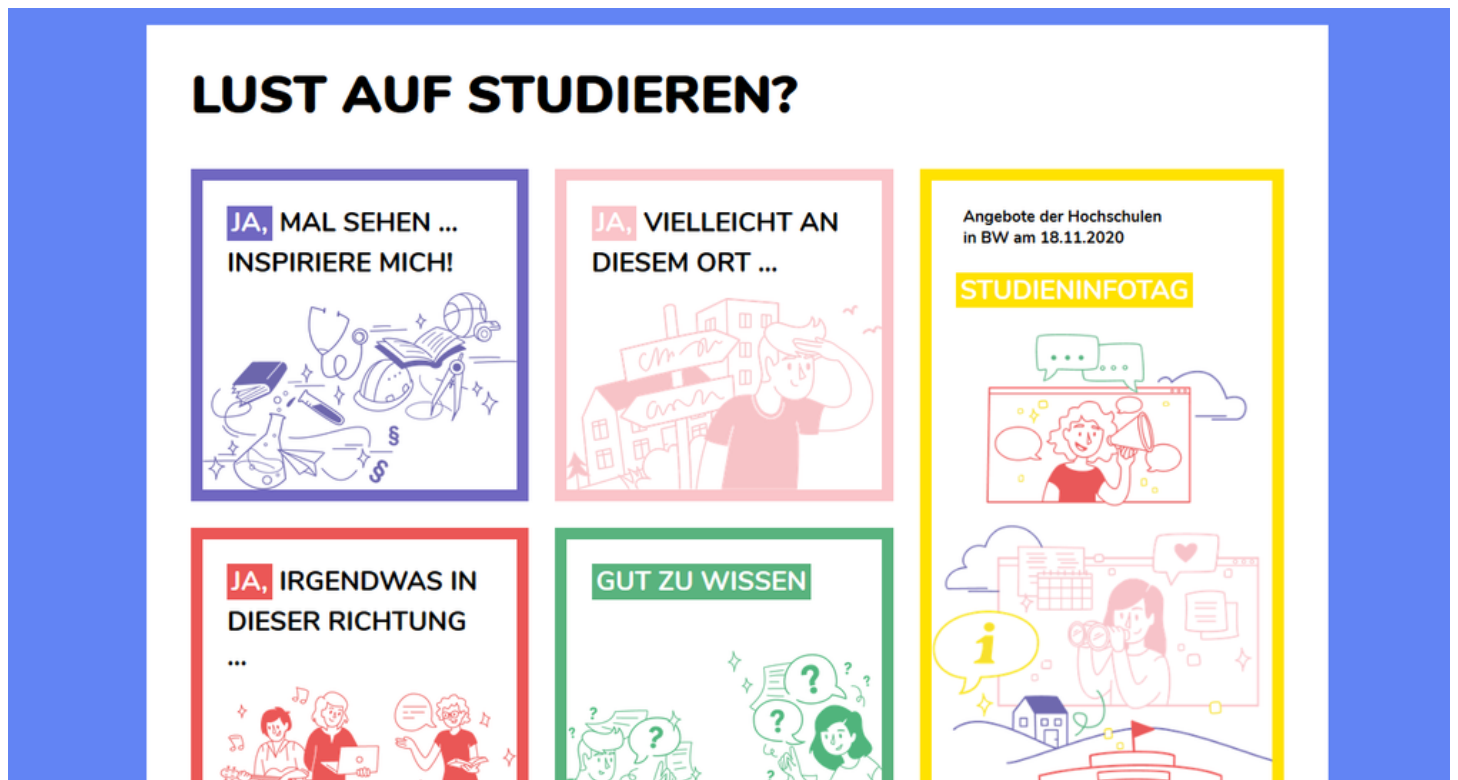 LUST AUF STUDIEREN?
JA, MAL SEHEN ...
INSPIRIERE MICH!
§
§
JA, VIELLEICHT AN
DIESEM ORT ...
Angebote der Hochschulen
in BW am 18.11.2020
STUDIENINFOTAG
i
JA, IRGENDWAS IN
DIESER RICHTUNG
...
GUT ZU WISSEN
?
?
?
?
?
?
?
?